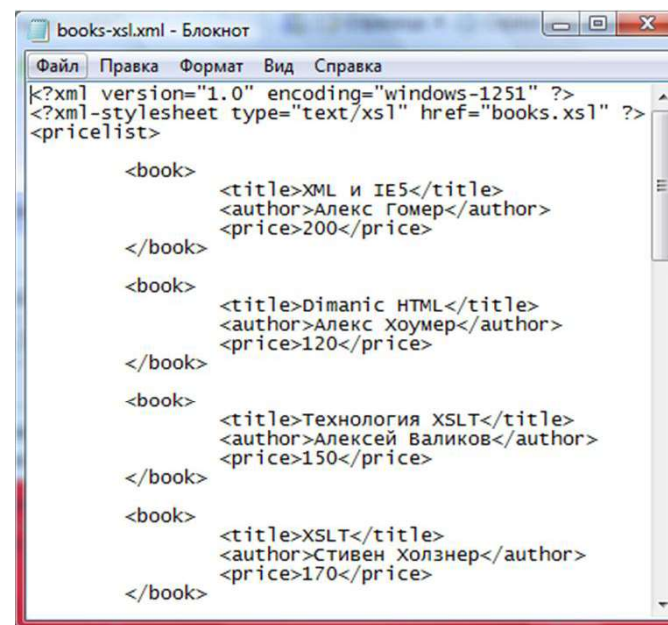 books-xsl.xml - Блокнот
Файл Правка Формат Вид Справка
<?xml version="1.0" encoding="windows-1251" ?>
<?xml-stylesheet type="text/xsl" href="books.xsl" ?>
<pricelist>
<book>
<title>XML и IE5</title>
<author>Алекс Гомер</author>
<price>200</price>
</book>
<book>
<title>Dimanic HTML</title>
<author>Алекс Хоумер</author>
<price>120</price>
</book>
<book>
<title>Технология XSLT</title>
<author>Алексей Валиков</author>
<price>150</price>
</book>
<book>
<title>XSLT</title>
<author>Стивен Холзнер</author>
<price>170</price>
</book>